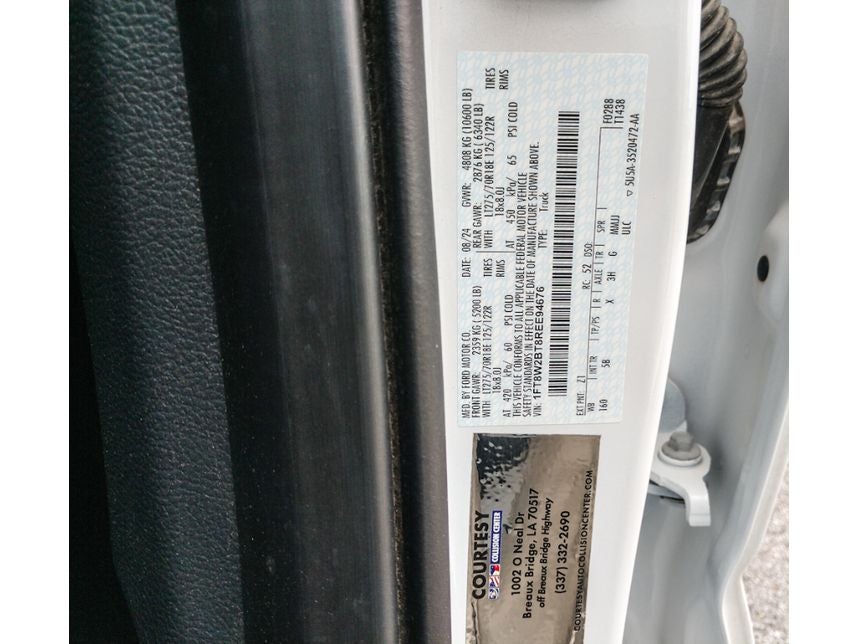 MFD. BY FORD MOTOR CO. DATE: 08/24 GVWR: 4808 KG (10600 LB)
FRONT GAWR: 2359 KG ( 5200 LB) REAR GAWR: 2876 KG ( 6340 LB)
WITH LT275/70R18E 125/122R TIRES WITH LT275/70R18E 125/122R TIRES
18x8.0J RIMS 18x8.0J RIMS
AT 420 kPa/ 60 PSI COLD AT 450 kPa/ 65 PSI COLD
THIS VEHICLE CONFORMS TO ALL APPLICABLE FEDERAL MOTOR VEHICLE
SAFETY STANDARDS IN EFFECT ON THE DATE OF MANUFACTURE SHOWN ABOVE.
VIN: 1FT8W2BT8REE94676 TYPE: Truck
EXT PNT: Z1 RC: 52 DSO: F0288
T1438
WB INT TR TP/PS R AXLE TR SPR
160 5B X 3H G MMJJ
ULC
▽ 5U5A-3520472-AA
COURTESY
COLLISION CENTER
1002 O Neal Dr
Breaux Bridge, LA 70517
off Breaux Bridge Highway
(337) 332-2690
COURTESYAUTOCOLLISIONCENTER.COM